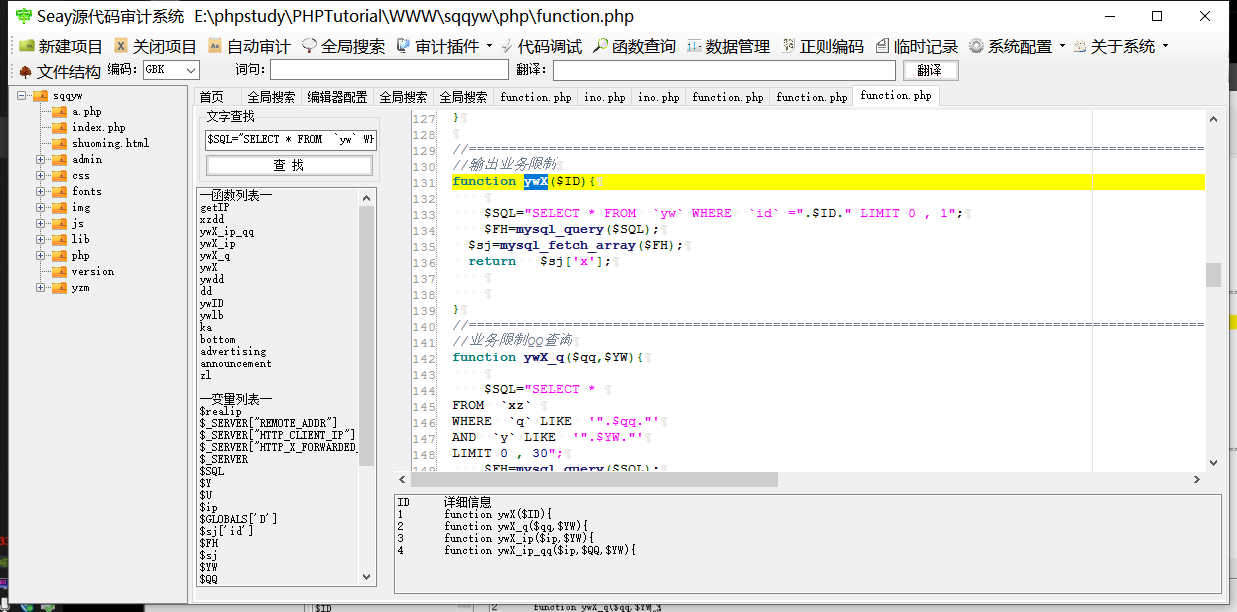 Seay源代码审计系统 E:\phpstudy\PHPTutorial\WWW\sqqyw\php\function.php
新建项目 关闭项目 自动审计 全局搜索 审计插件 代码调试 函数查询 数据管理 正则编码 临时记录 系统配置 关于系统
文件结构 编码: GBK 词句: 翻译: 翻译
sqqyw
a.php
index.php
shuoming.html
admin
css
fonts
img
js
lib
php
version
yzm
首页 全局搜索 编辑器配置 全局搜索 全局搜索 function.php ino.php ino.php function.php function.php function.php
文字查找
$SQL="SELECT * FROM `yw` WH
查 找
一函数列表一
getIP
xzdd
ywX_ip_qq
ywX_ip
ywX_q
ywX
ywdd
dd
ywID
ywlb
ka
bottom
advertising
announcement
zl
一变量列表一
$realip
$_SERVER["REMOTE_ADDR"]
$_SERVER["HTTP_CLIENT_IP"]
$_SERVER["HTTP_X_FORWARDED_
$_SERVER
$SQL
$Y
$U
$ip
$GLOBALS['D']
$sj['id']
$FH
$sj
$YW
$QQ
127 }
128
129 //==========================================================================
130 //输出业务限制
131 function ywX($ID){
132
133 $SQL="SELECT * FROM `yw` WHERE `id` =".$ID." LIMIT 0 , 1";
134 $FH=mysql_query($SQL);
135 $sj=mysql_fetch_array($FH);
136 return $sj['x'];
137
138
139 }
140 //==========================================================================
141 //业务限制QQ查询
142 function ywX_q($qq,$YW){
143
144 $SQL="SELECT *
145 FROM `xz`
146 WHERE `q` LIKE '".$qq."'
147 AND `y` LIKE '".$YW."'
148 LIMIT 0 , 30";
149 $FH=mysql_query($SQL);
ID 详细信息
1 function ywX($ID){
2 function ywX_q($qq,$YW){
3 function ywX_ip($ip,$YW){
4 function ywX_ip_qq($ip,$QQ,$YW){
$ID 2 function ywX_q($qq,$YW){